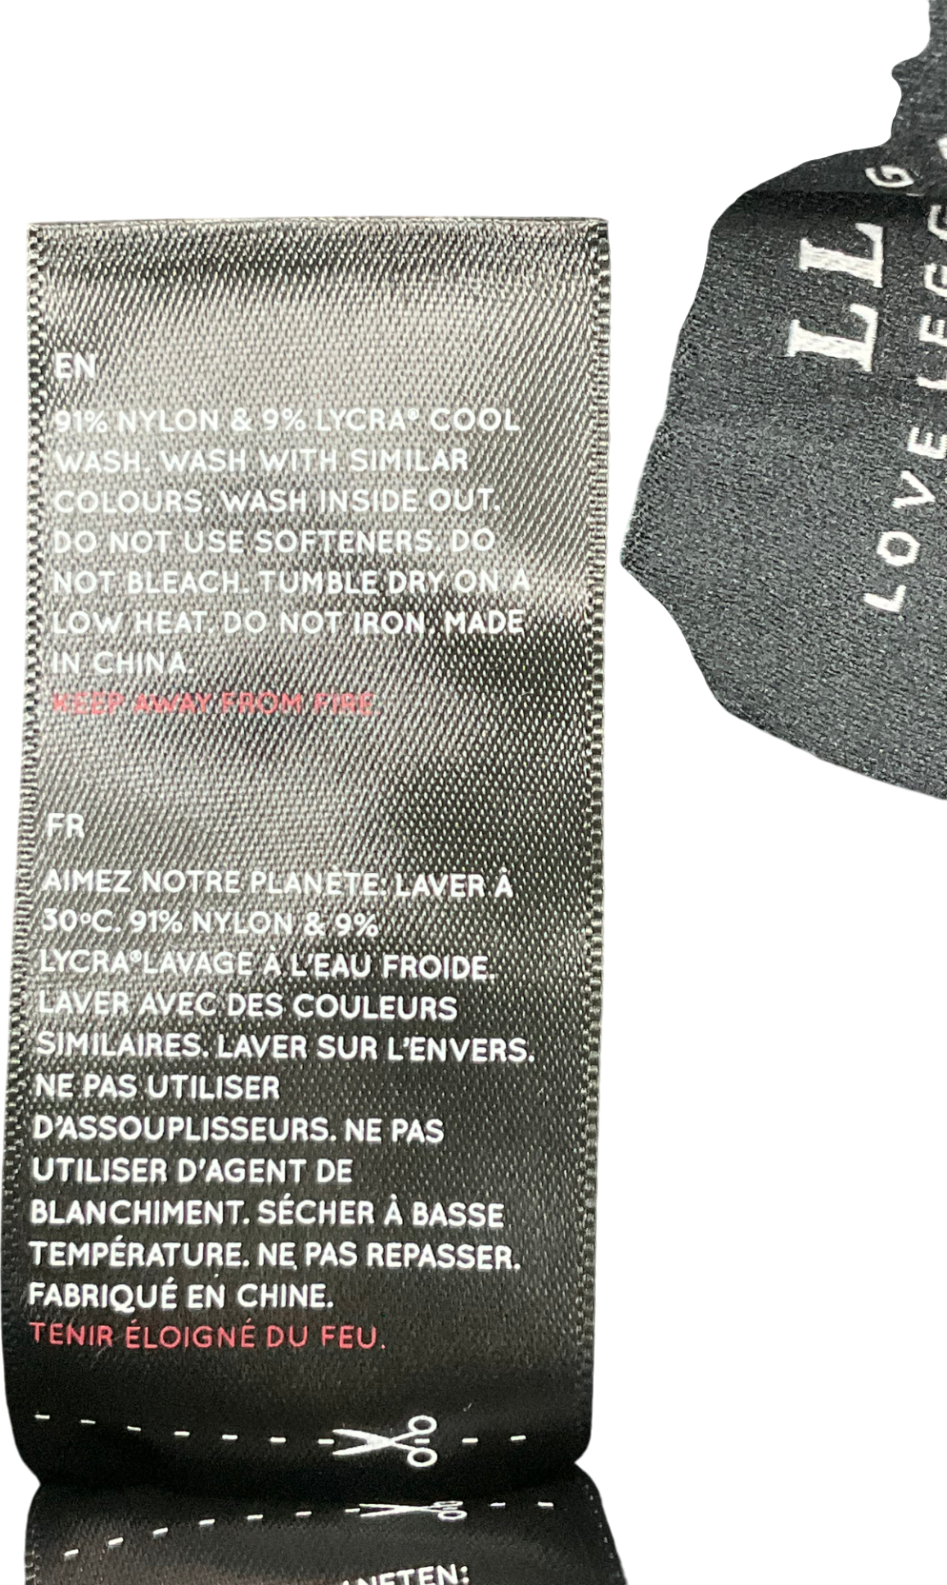 EN
91% NYLON & 9% LYCRA® COOL
WASH. WASH WITH SIMILAR
COLOURS. WASH INSIDE OUT.
DO NOT USE SOFTENERS. DO
NOT BLEACH. TUMBLE DRY ON A
LOW HEAT. DO NOT IRON. MADE
IN CHINA.
KEEP AWAY FROM FIRE.
FR
AIMEZ NOTRE PLANÈTE: LAVER À
30ºC. 91% NYLON & 9%
LYCRA®LAVAGE À L'EAU FROIDE.
LAVER AVEC DES COULEURS
SIMILAIRES. LAVER SUR L'ENVERS.
NE PAS UTILISER
D'ASSOUPLISSEURS. NE PAS
UTILISER D'AGENT DE
BLANCHIMENT. SÉCHER À BASSE
TEMPÉRATURE. NE PAS REPASSER.
FABRIQUÉ EN CHINE.
TENIR ÉLOIGNÉ DU FEU.
LL
LOVE